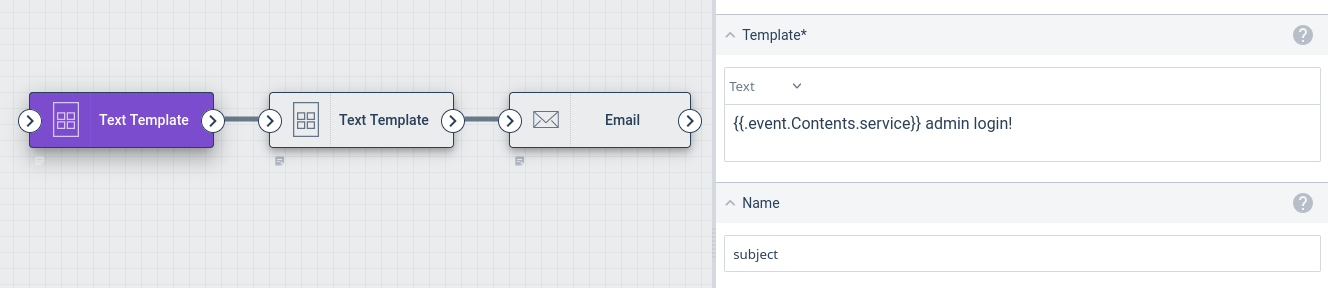 Text Template
Text Template
Email
Template*
?
Text
{{.event.Contents.service}} admin login!
Name
?
subject